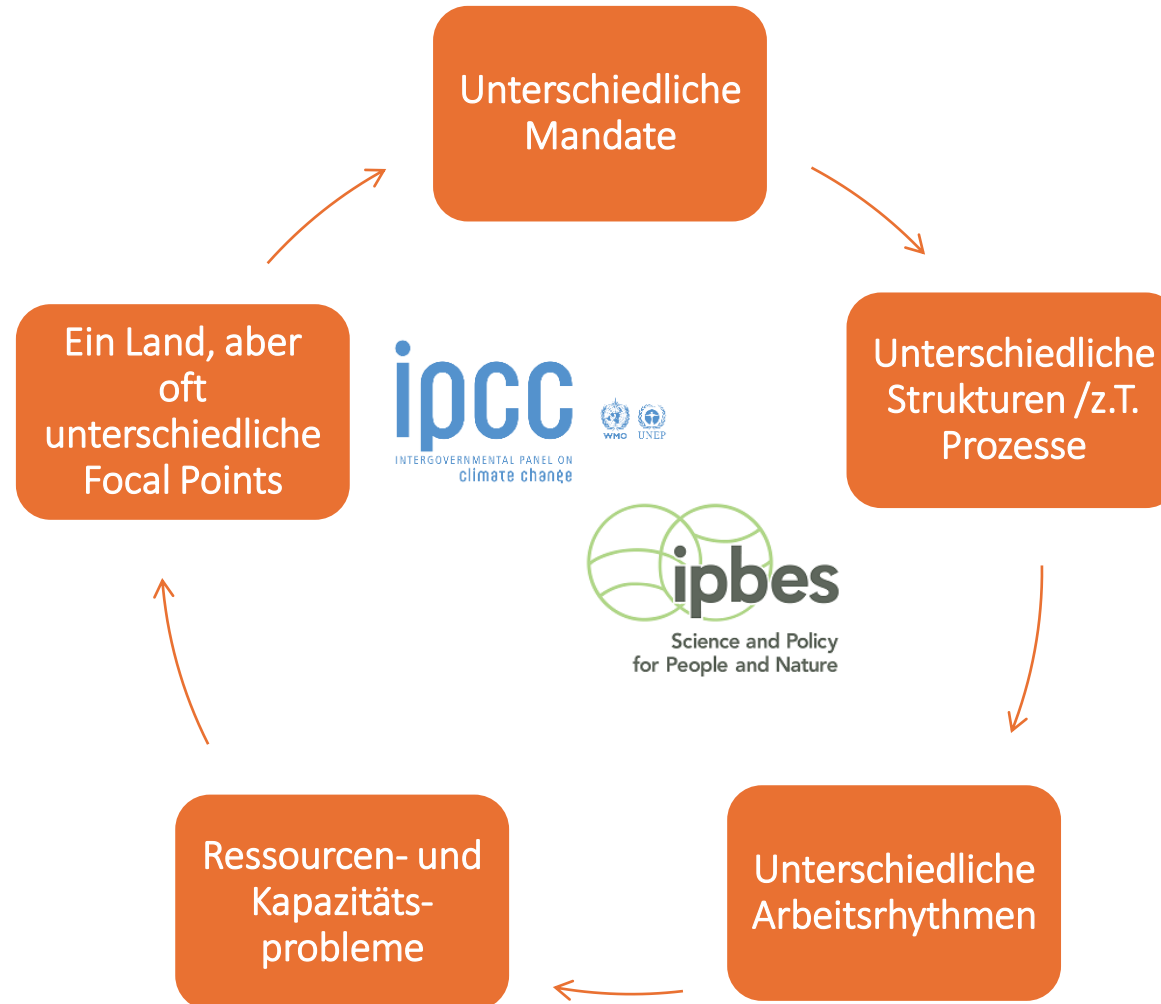 Unterschiedliche
Mandate
Ein Land, aber
oft
unterschiedliche
Focal Points
ipcc
INTERGOVERNMENTAL PANEL ON
climate change
WMO
UNEP
Unterschiedliche
Strukturen /z.T.
Prozesse
ipbes
Science and Policy
for People and Nature
Ressourcen- und
Kapazitäts-
probleme
Unterschiedliche
Arbeitsrhythmen